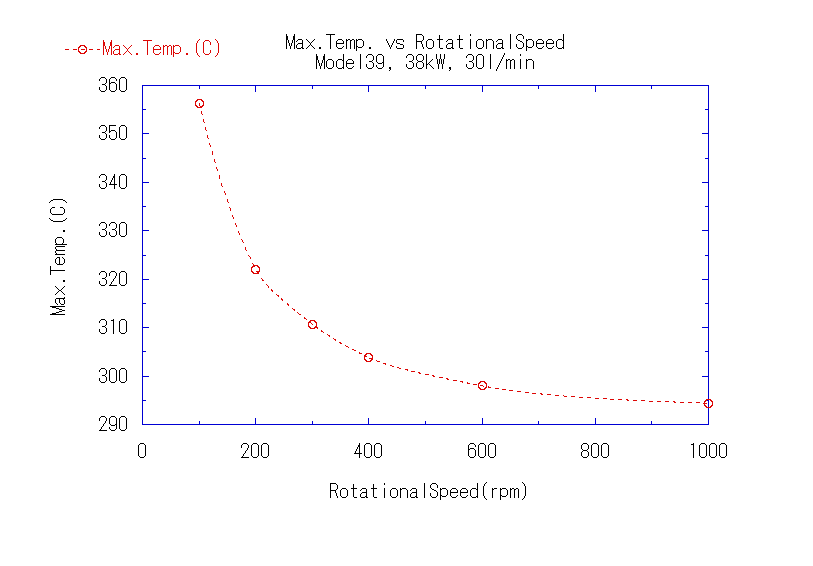 Max.Temp.(C)
Max.Temp. vs RotationalSpeed
Model39, 38kW, 30l/min
360
350
340
330
320
310
300
290
Max.Temp.(C)
0 200 400 600 800 1000
RotationalSpeed(rpm)